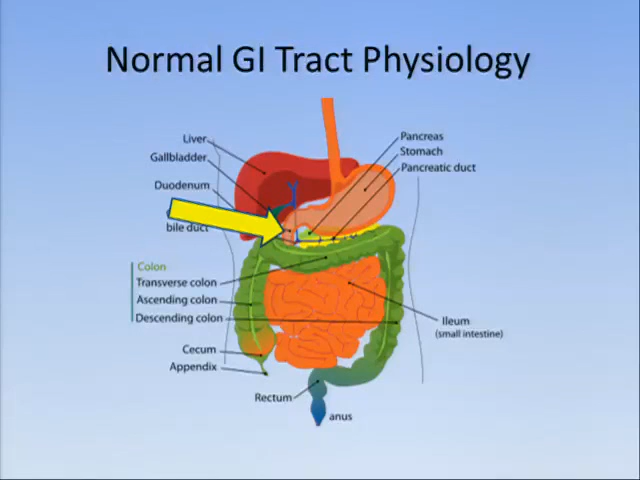 Normal GI Tract Physiology
Liver
Gallbladder
Duodenum
bile duct
Pancreas
Stomach
Pancreatic duct
Colon
Transverse colon
Ascending colon
Descending colon
Cecum
Appendix
Rectum
anus
Ileum
(small intestine)